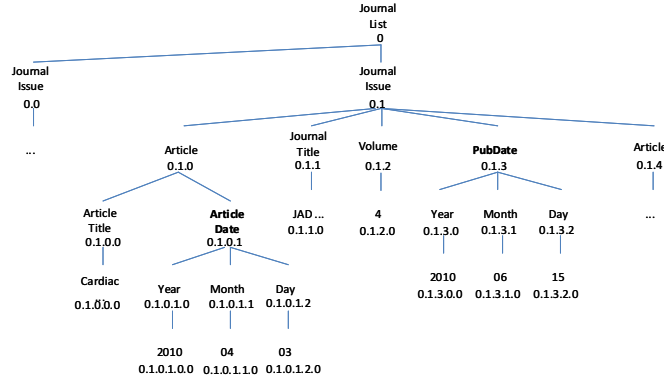 Journal
List
0
Journal
Issue
0.0
Journal
Issue
0.1
...
Article
0.1.0
Journal
Title
0.1.1
Volume
0.1.2
PubDate
0.1.3
Article
0.1.4
Article
Title
0.1.0.0
Article
Date
0.1.0.1
JAD ...
0.1.1.0
4
0.1.2.0
Year
0.1.3.0
Month
0.1.3.1
Day
0.1.3.2
...
Cardiac
...
0.1.0.0.0
Year
0.1.0.1.0
Month
0.1.0.1.1
Day
0.1.0.1.2
2010
0.1.3.0.0
06
0.1.3.1.0
15
0.1.3.2.0
2010
0.1.0.1.0.0
04
0.1.0.1.1.0
03
0.1.0.1.2.0